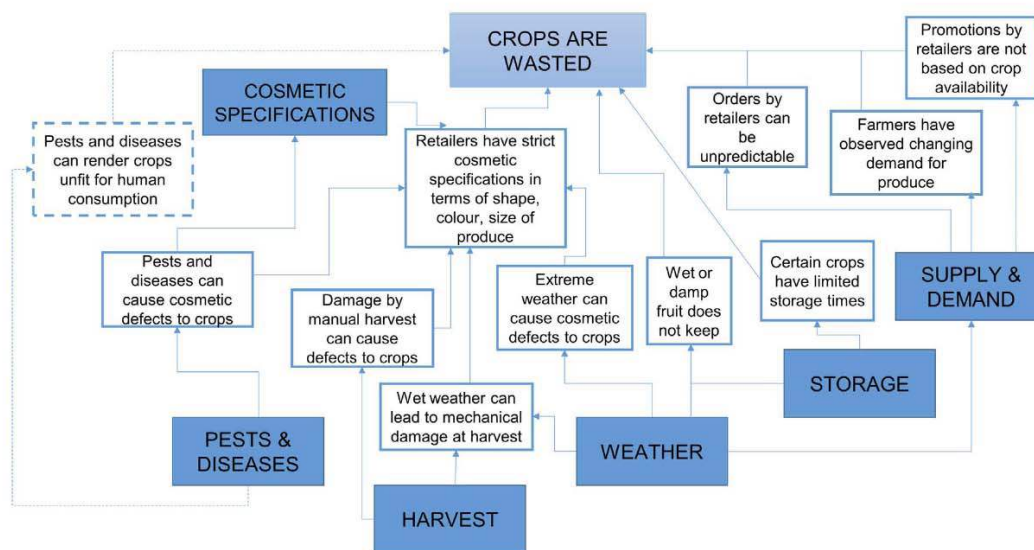 CROPS ARE
WASTED
Promotions by
retailers are not
based on crop
availability
COSMETIC
SPECIFICATIONS
Orders by
retailers can
be
unpredictable
Farmers have
observed changing
demand for
produce
Pests and diseases
can render crops
unfit for human
consumption
Retailers have strict
cosmetic
specifications in
terms of shape,
colour, size of
produce
Pests and
diseases can
cause cosmetic
defects to crops
Damage by
manual harvest
can cause
defects to crops
Extreme
weather can
cause cosmetic
defects to crops
Wet or
damp
fruit does
not keep
Certain crops
have limited
storage times
SUPPLY &
DEMAND
STORAGE
Wet weather can
lead to mechanical
damage at harvest
PESTS &
DISEASES
WEATHER
HARVEST